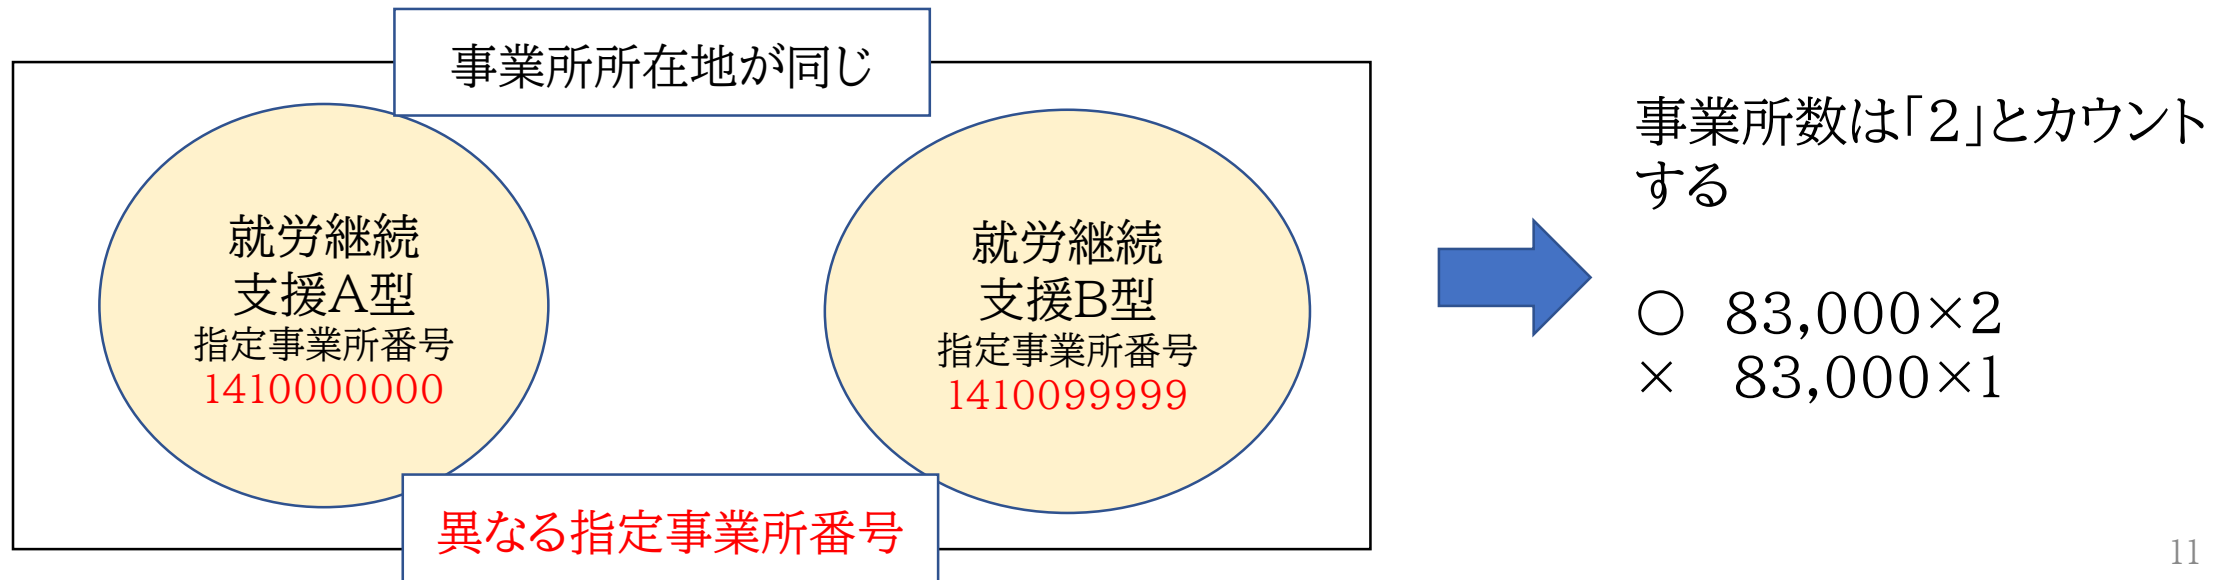 事業所所在地が同じ
就労継続
支援A型
指定事業所番号
1410000000
就労継続
支援B型
指定事業所番号
1410099999
異なる指定事業所番号
事業所数は「2」とカウント
する
○ 83,000×2
× 83,000×1
11